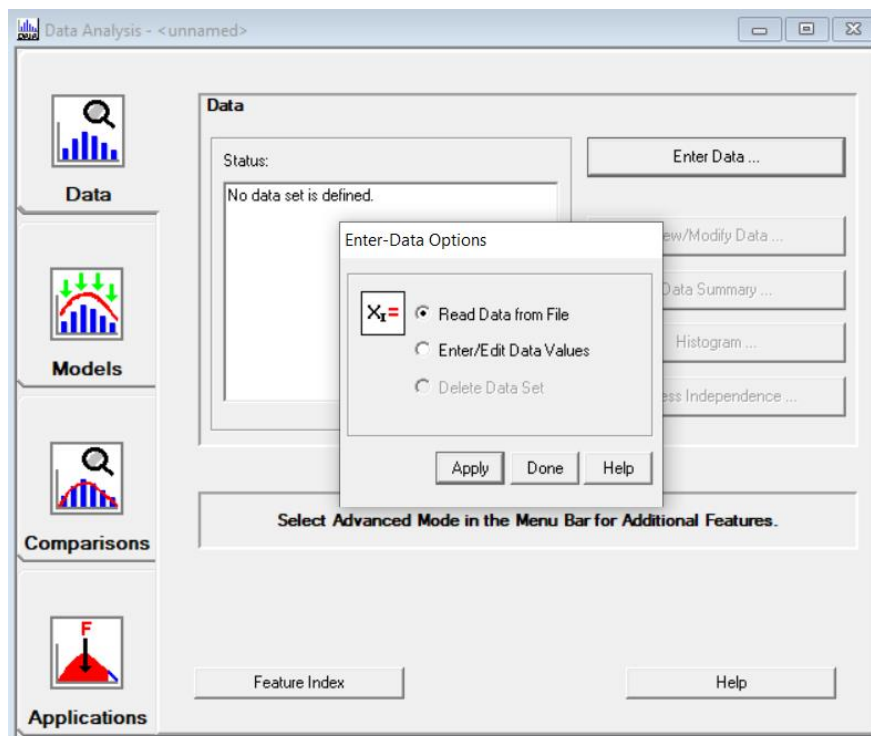 Data Analysis - <unnamed>
Data
Data
Status:
No data set is defined.
Enter Data ...
ew/Modify Data ...
Data Summary ...
Histogram ...
ess Independence ...
Enter-Data Options
X_I=
Read Data from File
Enter/Edit Data Values
Delete Data Set
Apply
Done
Help
Models
Comparisons
Select Advanced Mode in the Menu Bar for Additional Features.
F
Applications
Feature Index
Help